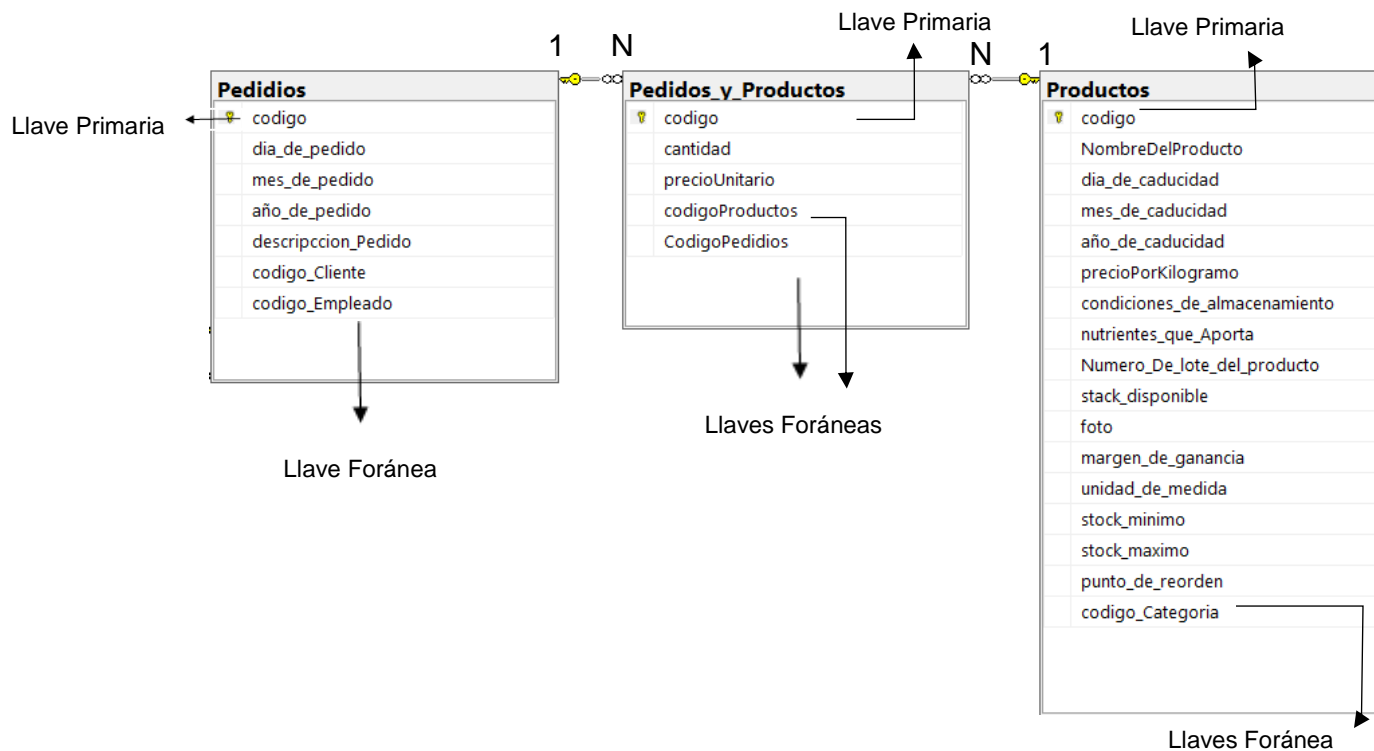 Llave Primaria
Llave Primaria
1
N
N
1
Llave Primaria
Pedidios
codigo
dia_de_pedido
mes_de_pedido
año_de_pedido
descripccion_Pedido
codigo_Cliente
codigo_Empleado
Llave Foránea
Pedidos_y_Productos
codigo
cantidad
precioUnitario
codigoProductos
CodigoPedidios
Llaves Foráneas
Productos
codigo
NombreDelProducto
dia_de_caducidad
mes_de_caducidad
año_de_caducidad
precioPorKilogramo
condiciones_de_almacenamiento
nutrientes_que_Aporta
Numero_De_lote_del_producto
stack_disponible
foto
margen_de_ganancia
unidad_de_medida
stock_minimo
stock_maximo
punto_de_reorden
codigo_Categoria
Llaves Foránea